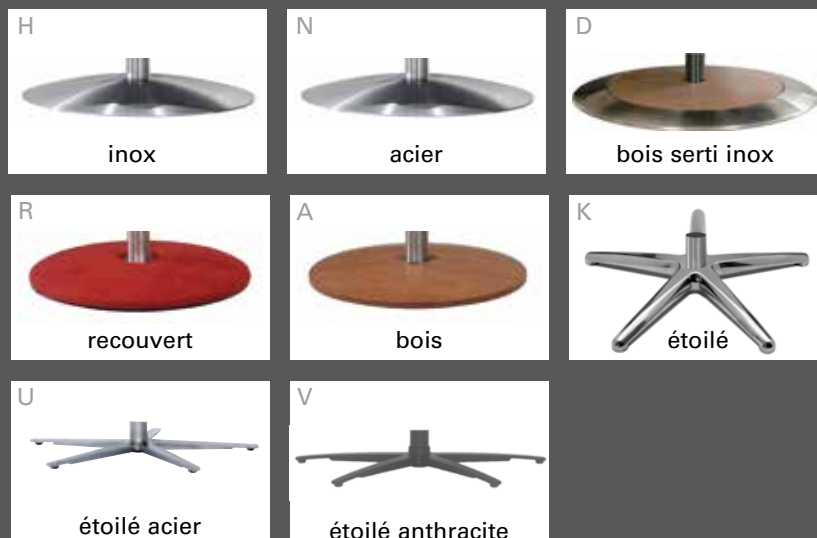 H
inox
N
acier
D
bois serti inox
R
recouvert
A
bois
K
étoilé
U
étoilé acier
V
étoilé anthracite